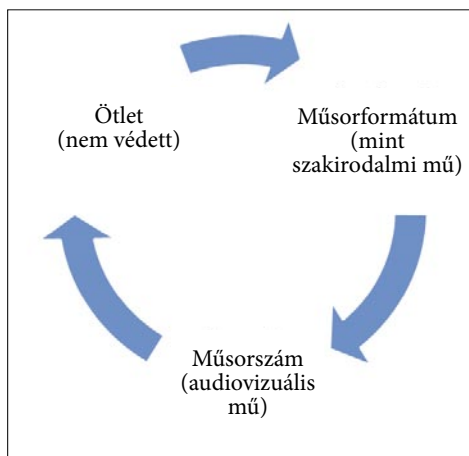 Ötlet
(nem védett)
Műsorformátum
(mint
szakirodalmi mű)
Műsorszám
(audiovizuális
mű)